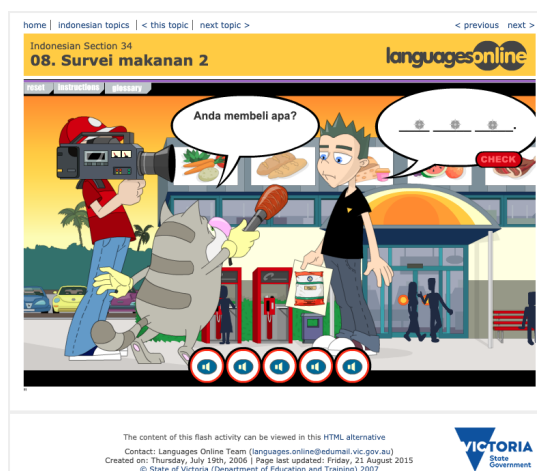 home | indonesian topics | < this topic | next topic >
< previous next >
Indonesian Section 34
08. Survei makanan 2
languagesonline
reset instructions glossary
Anda membeli apa?
___ ___ ___.
CHECK
The content of this flash activity can be viewed in this HTML alternative
Contact: Languages Online Team (languages.online@edumail.vic.gov.au)
Created on: Thursday, July 19th, 2006 | Page last updated: Friday, 21 August 2015
© State of Victoria (Department of Education and Training) 2007
VICTORIA
State
Government